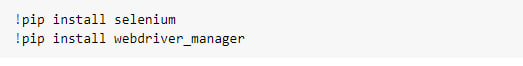 !pip install selenium
!pip install webdriver_manager